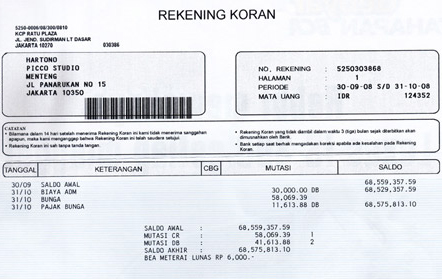 REKENING KORAN
5250-0086/08/300/0810
KCP RATU PLAZA
JL. JEND. SUDIRMAN LT DASAR
JAKARTA 10270 030386
HARTONO
PICCO STUDIO
MENTENG
JL PANARUKAN NO 15
JAKARTA 10350
NO. REKENING : 5250303868
HALAMAN : 1
PERIODE : 30-09-08 S/D 31-10-08
MATA UANG : IDR 124352
CATATAN
• Bilamana dalam 14 hari setelah menerima Rekening Koran ini kami tidak menerima sanggahan
apapun, maka kami menganggap bahwa Rekening Koran ini telah saudara setujui.
• Rekening Koran ini sah tanpa tanda tangan.
• Rekening Koran yang tidak diambil dalam waktu 3 (tiga) bulan sejak diterbitkan akan
dimusnahkan oleh Bank.
• Bank setiap saat berhak mengadakan koreksi apabila ada kesalahan pada Rekening
Koran.
TANGGAL KETERANGAN CBG MUTASI SALDO
30/09 SALDO AWAL 68,559,357.59
31/10 BIAYA ADM 30,000.00 DB 68,529,357.59
31/10 BUNGA 58,069.39
31/10 PAJAK BUNGA 11,613.88 DB 68,575,813.10
SALDO AWAL : 68,559,357.59
MUTASI CR : 58,069.39 1
MUTASI DB : 41,613.88 2
SALDO AKHIR : 68,575,813.10
BEA METERAI LUNAS RP 6,000.-